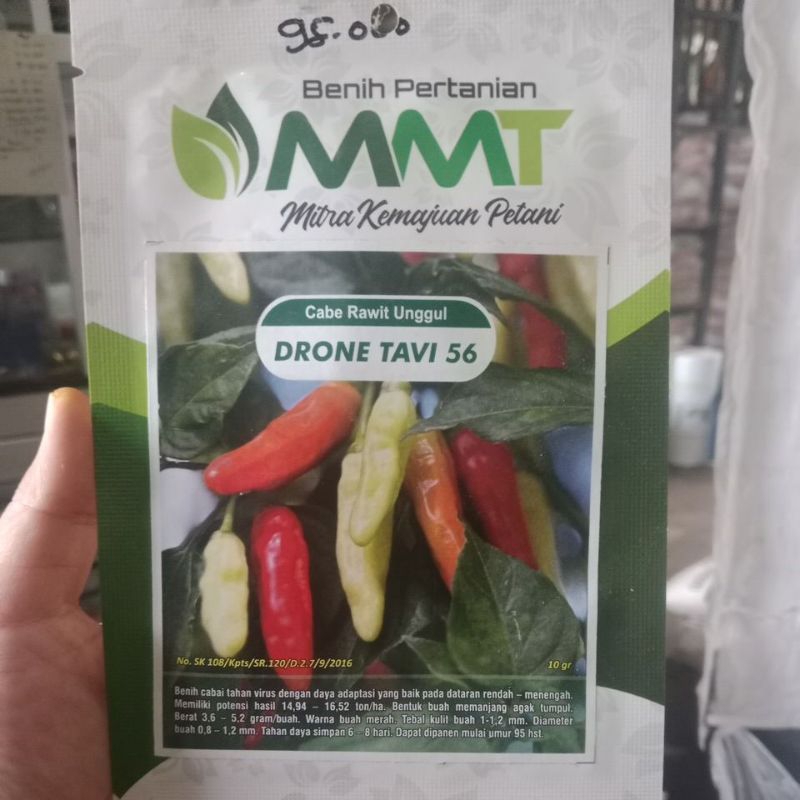 95.000
Benih Pertanian
MMT
Mitra Kemajuan Petani
Cabe Rawit Unggul
DRONE TAVI 56
No. SK 108/Kpts/SR.120/D.2.7/9/2016
10 gr
Benih cabai tahan virus dengan daya adaptasi yang baik pada dataran rendah – menengah.
Memiliki potensi hasil 14,94 – 16,52 ton/ha. Bentuk buah memanjang agak tumpul.
Berat 3,6 – 5,2 gram/buah. Warna buah merah. Tebal kulit buah 1-1,2 mm. Diameter
buah 0,8 – 1,2 mm. Tahan daya simpan 6 – 8 hari. Dapat dipanen mulai umur 95 hst.